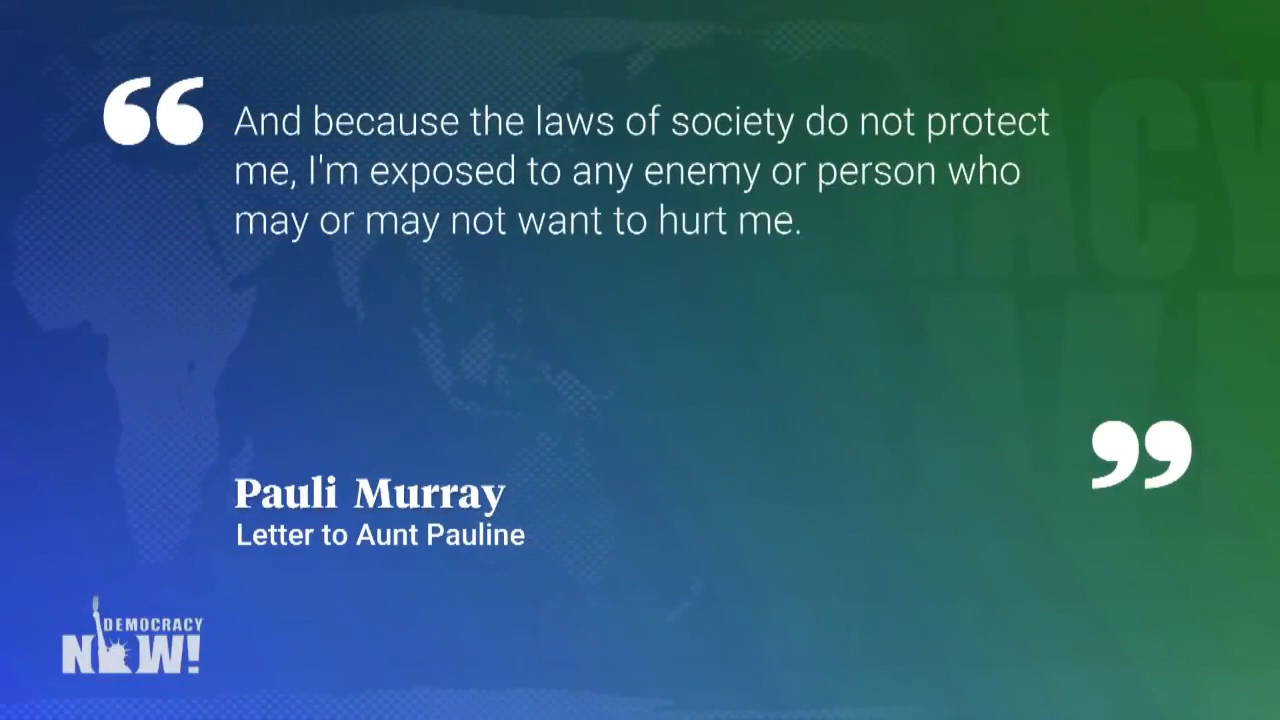 “ And because the laws of society do not protect
me, I'm exposed to any enemy or person who
may or may not want to hurt me.
”
Pauli Murray
Letter to Aunt Pauline
DEMOCRACY
NOW!